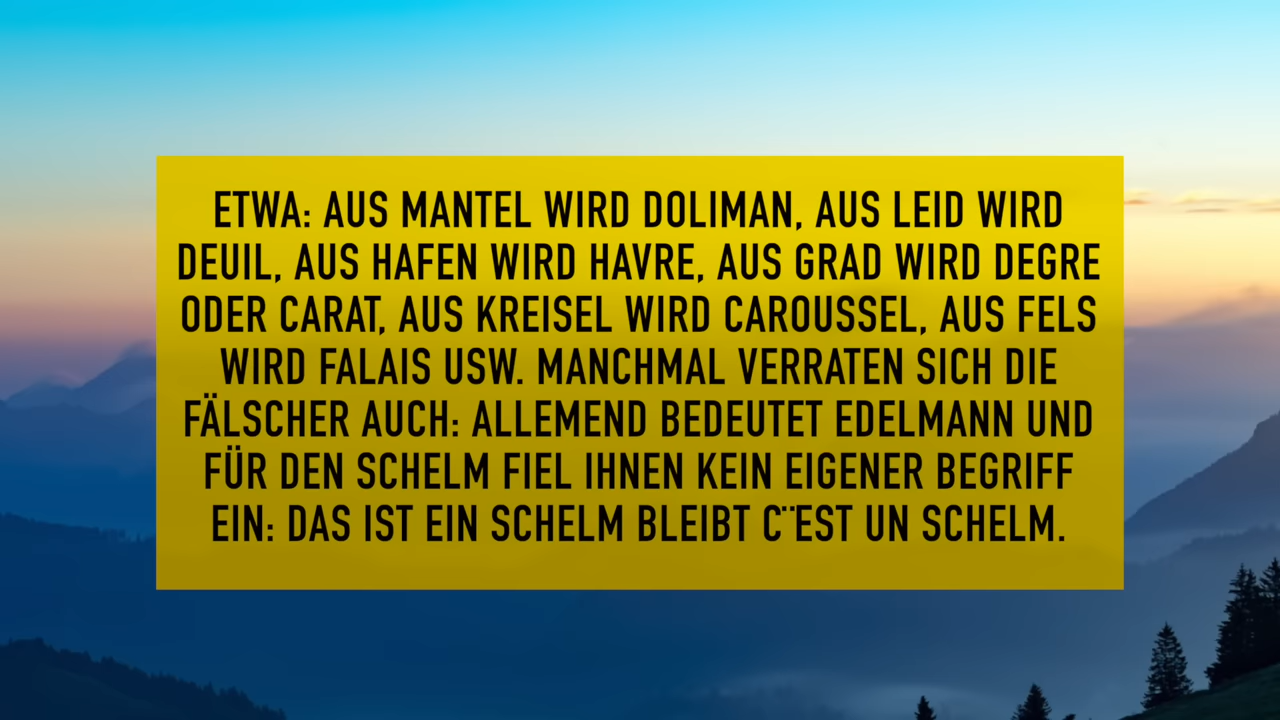 ETWA: AUS MANTEL WIRD DOLIMAN, AUS LEID WIRD
DEUIL, AUS HAFEN WIRD HAVRE, AUS GRAD WIRD DEGRE
ODER CARAT, AUS KREISEL WIRD CAROUSSEL, AUS FELS
WIRD FALAIS USW. MANCHMAL VERRATEN SICH DIE
FÄLSCHER AUCH: ALLEMEND BEDEUTET EDELMANN UND
FÜR DEN SCHELM FIEL IHNEN KEIN EIGENER BEGRIFF
EIN: DAS IST EIN SCHELM BLEIBT C¨EST UN SCHELM.